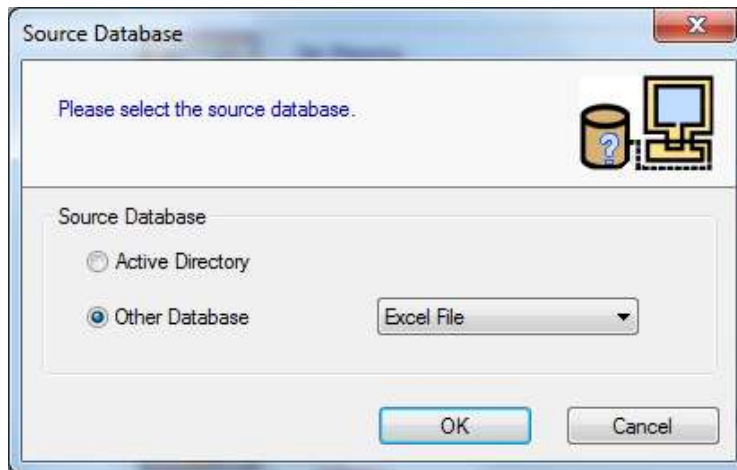 Source Database
Please select the source database.
?
Source Database
Active Directory
Other Database Excel File
OK Cancel